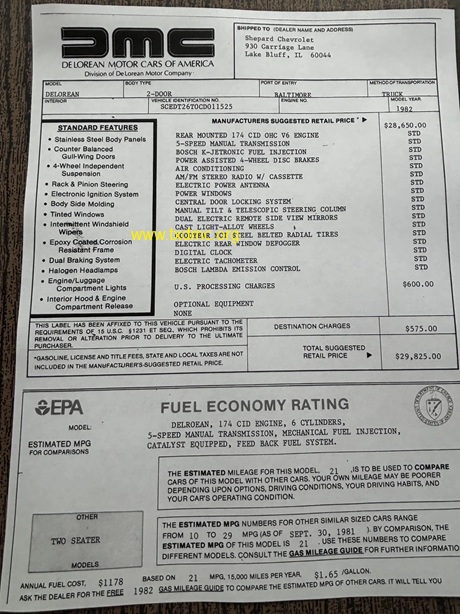 dmc
DELOREAN MOTOR CARS OF AMERICA
Division of DeLorean Motor Company
SHIPPED TO (DEALER NAME AND ADDRESS)
Shepard Chevrolet
930 Carriage Lane
Lake Bluff, IL 60044
MODEL BODY TYPE PORT OF ENTRY METHOD OF TRANSPORTATION
DELOREAN 2-DOOR BALTIMORE TRUCK
INTERIOR VEHICLE IDENTIFICATION NO. ENGINE NO. MODEL YEAR
SCEDT26T0CD011525 1982
STANDARD FEATURES
• Stainless Steel Body Panels
• Counter Balanced
Gull-Wing Doors
• 4-Wheel Independent
Suspension
• Rack & Pinion Steering
• Electronic Ignition System
• Body Side Molding
• Tinted Windows
• Intermittent Windshield
Wipers
• Epoxy Coated, Corrosion
Resistant Frame
• Dual Braking System
• Halogen Headlamps
• Engine/Luggage
Compartment Lights
• Interior Hood & Engine
Compartment Release
MANUFACTURERS SUGGESTED RETAIL PRICE * $28,650.00
REAR MOUNTED 174 CID OHC V6 ENGINE STD
5-SPEED MANUAL TRANSMISSION STD
BOSCH K-JETRONIC FUEL INJECTION STD
POWER ASSISTED 4-WHEEL DISC BRAKES STD
AIR CONDITIONING STD
AM/FM STEREO RADIO W/ CASSETTE STD
ELECTRIC POWER ANTENNA STD
POWER WINDOWS STD
CENTRAL DOOR LOCKING SYSTEM STD
MANUAL TILT & TELESCOPIC STEERING COLUMN STD
DUAL ELECTRIC REMOTE SIDE VIEW MIRRORS STD
CAST LIGHT-ALLOY WHEELS STD
STEEL BELTED RADIAL TIRES STD
ELECTRIC REAR WINDOW DEFOGGER STD
DIGITAL CLOCK STD
ELECTRIC TACHOMETER STD
BOSCH LAMBDA EMISSION CONTROL STD
U.S. PROCESSING CHARGES $600.00
OPTIONAL EQUIPMENT
NONE
THIS LABEL HAS BEEN AFFIXED TO THIS VEHICLE PURSUANT TO THE
REQUIREMENTS OF 15 U.S.C. §1231 ET SEQ. WHICH PROHIBITS ITS
REMOVAL OR ALTERATION PRIOR TO DELIVERY TO THE ULTIMATE
PURCHASER.
*GASOLINE, LICENSE AND TITLE FEES, STATE AND LOCAL TAXES ARE NOT
INCLUDED IN THE MANUFACTURER'S SUGGESTED RETAIL PRICE.
DESTINATION CHARGES $575.00
TOTAL SUGGESTED
RETAIL PRICE * $29,825.00
EPA FUEL ECONOMY RATING
MODEL:
ESTIMATED MPG
FOR COMPARISONS
DELROEAN, 174 CID ENGINE, 6 CYLINDERS,
5-SPEED MANUAL TRANSMISSION, MECHANICAL FUEL INJECTION,
CATALYST EQUIPPED, FEED BACK FUEL SYSTEM.
THE ESTIMATED MILEAGE FOR THIS MODEL, 21 , IS TO BE USED TO COMPARE
CARS OF THIS MODEL WITH OTHER CARS. YOUR OWN MILEAGE MAY BE POORER
DEPENDING UPON OPTIONS, DRIVING CONDITIONS, YOUR DRIVING HABITS, AND
YOUR CAR'S OPERATING CONDITION.
OTHER
TWO SEATER
MODELS
THE ESTIMATED MPG NUMBERS FOR OTHER SIMILAR SIZED CARS RANGE
FROM 10 TO 29 MPG (AS OF SEPT. 30, 1981 ). BY COMPARISON, THE
ESTIMATED MPG OF THIS MODEL IS 21 . USE THESE NUMBERS TO COMPARE
DIFFERENT MODELS. CONSULT THE GAS MILEAGE GUIDE FOR FURTHER INFORMATIO
ANNUAL FUEL COST, $1178 BASED ON 21 MPG, 15,000 MILES PER YEAR, $1.65 /GALLON.
ASK THE DEALER FOR THE FREE 1982 GAS MILEAGE GUIDE TO COMPARE THE ESTIMATED MPG OF OTHER CARS. IT WILL TELL YOU